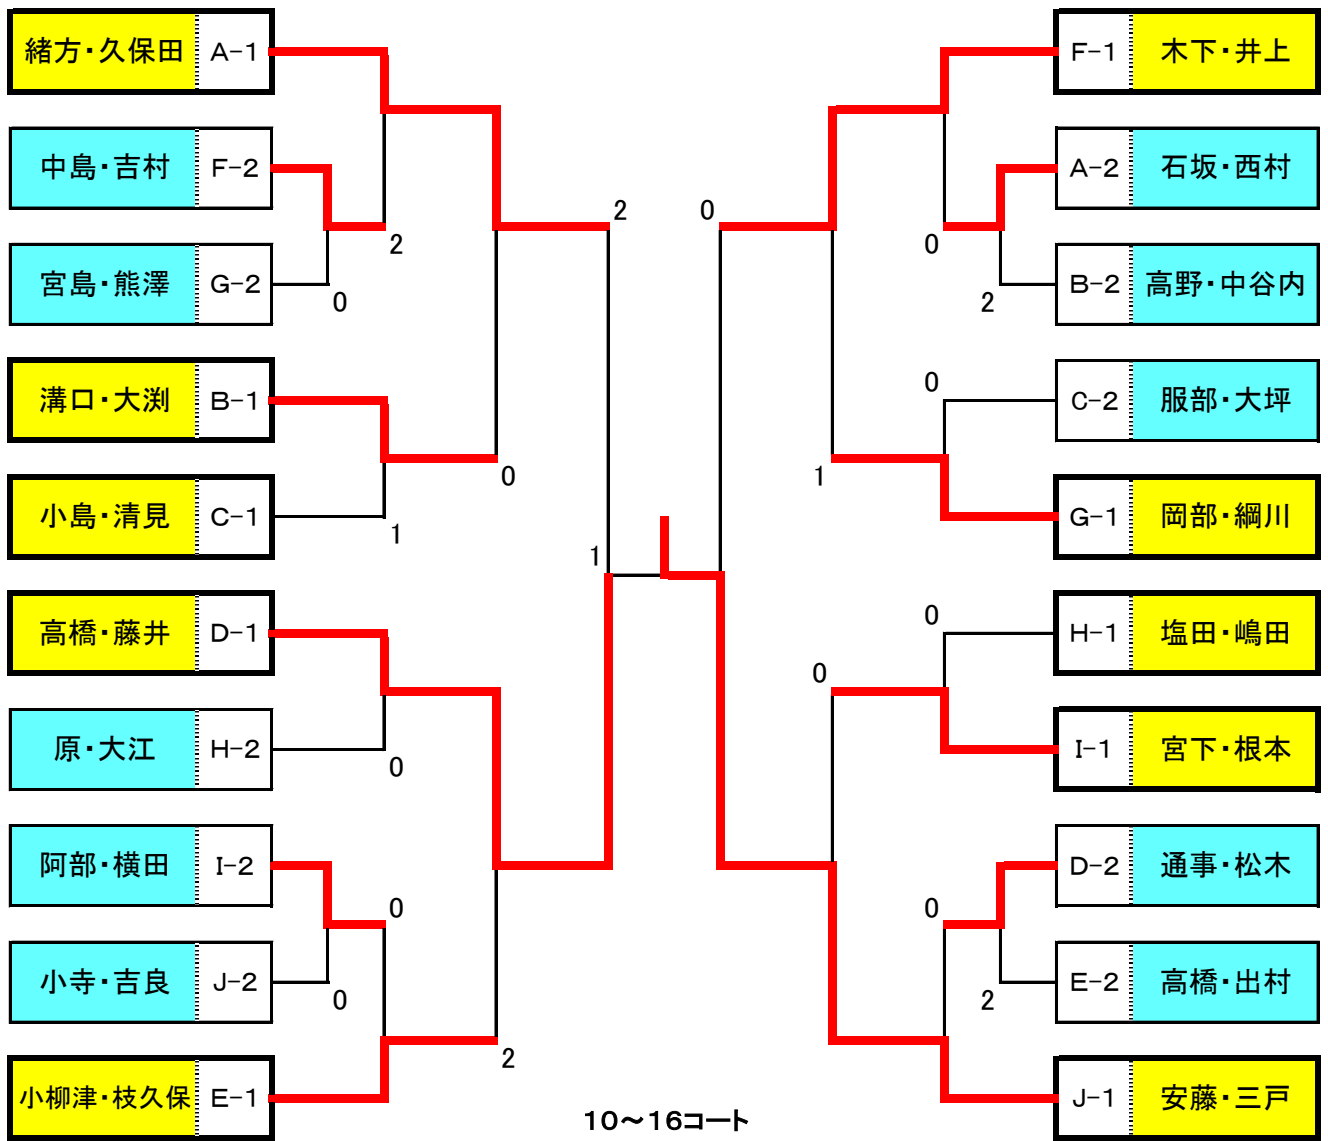 緒方・久保田 A-1
中島・吉村 F-2
2
宮島・熊澤 G-2
0
溝口・大渕 B-1
0
小島・清見 C-1
1
高橋・藤井 D-1
原・大江 H-2
0
阿部・横田 I-2
0
小寺・吉良 J-2
0
2
小柳津・枝久保 E-1
2
1
0
F-1 木下・井上
A-2 石坂・西村
0
B-2 高野・中谷内
2
0
C-2 服部・大坪
1
G-1 岡部・綱川
0
H-1 塩田・嶋田
0
I-1 宮下・根本
D-2 通事・松木
0
E-2 高橋・出村
2
J-1 安藤・三戸
10～16コート